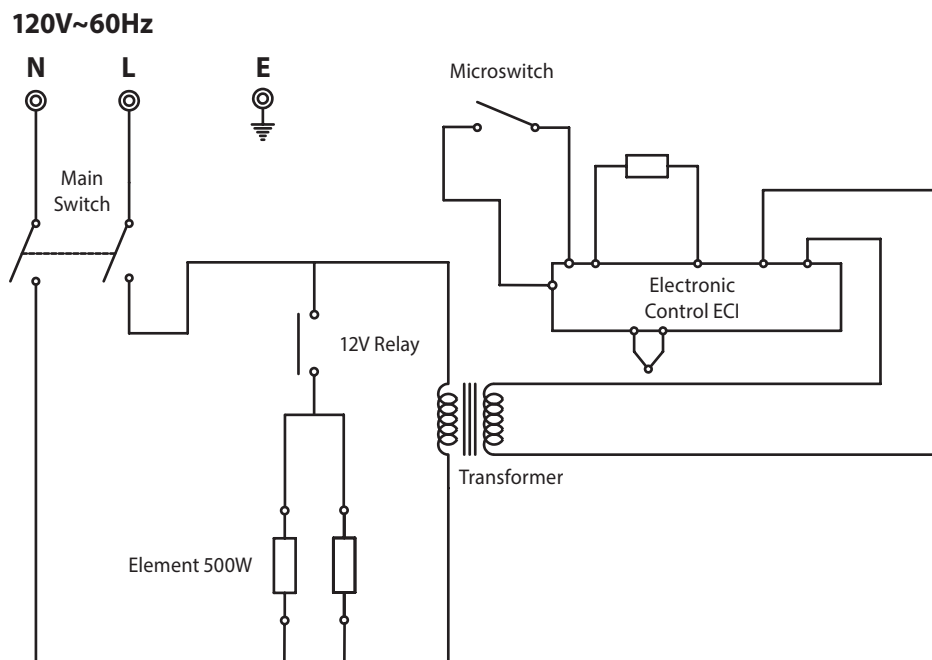 120V~60Hz
N L E
Microswitch
Main
Switch
Electronic
Control ECI
12V Relay
Transformer
Element 500W